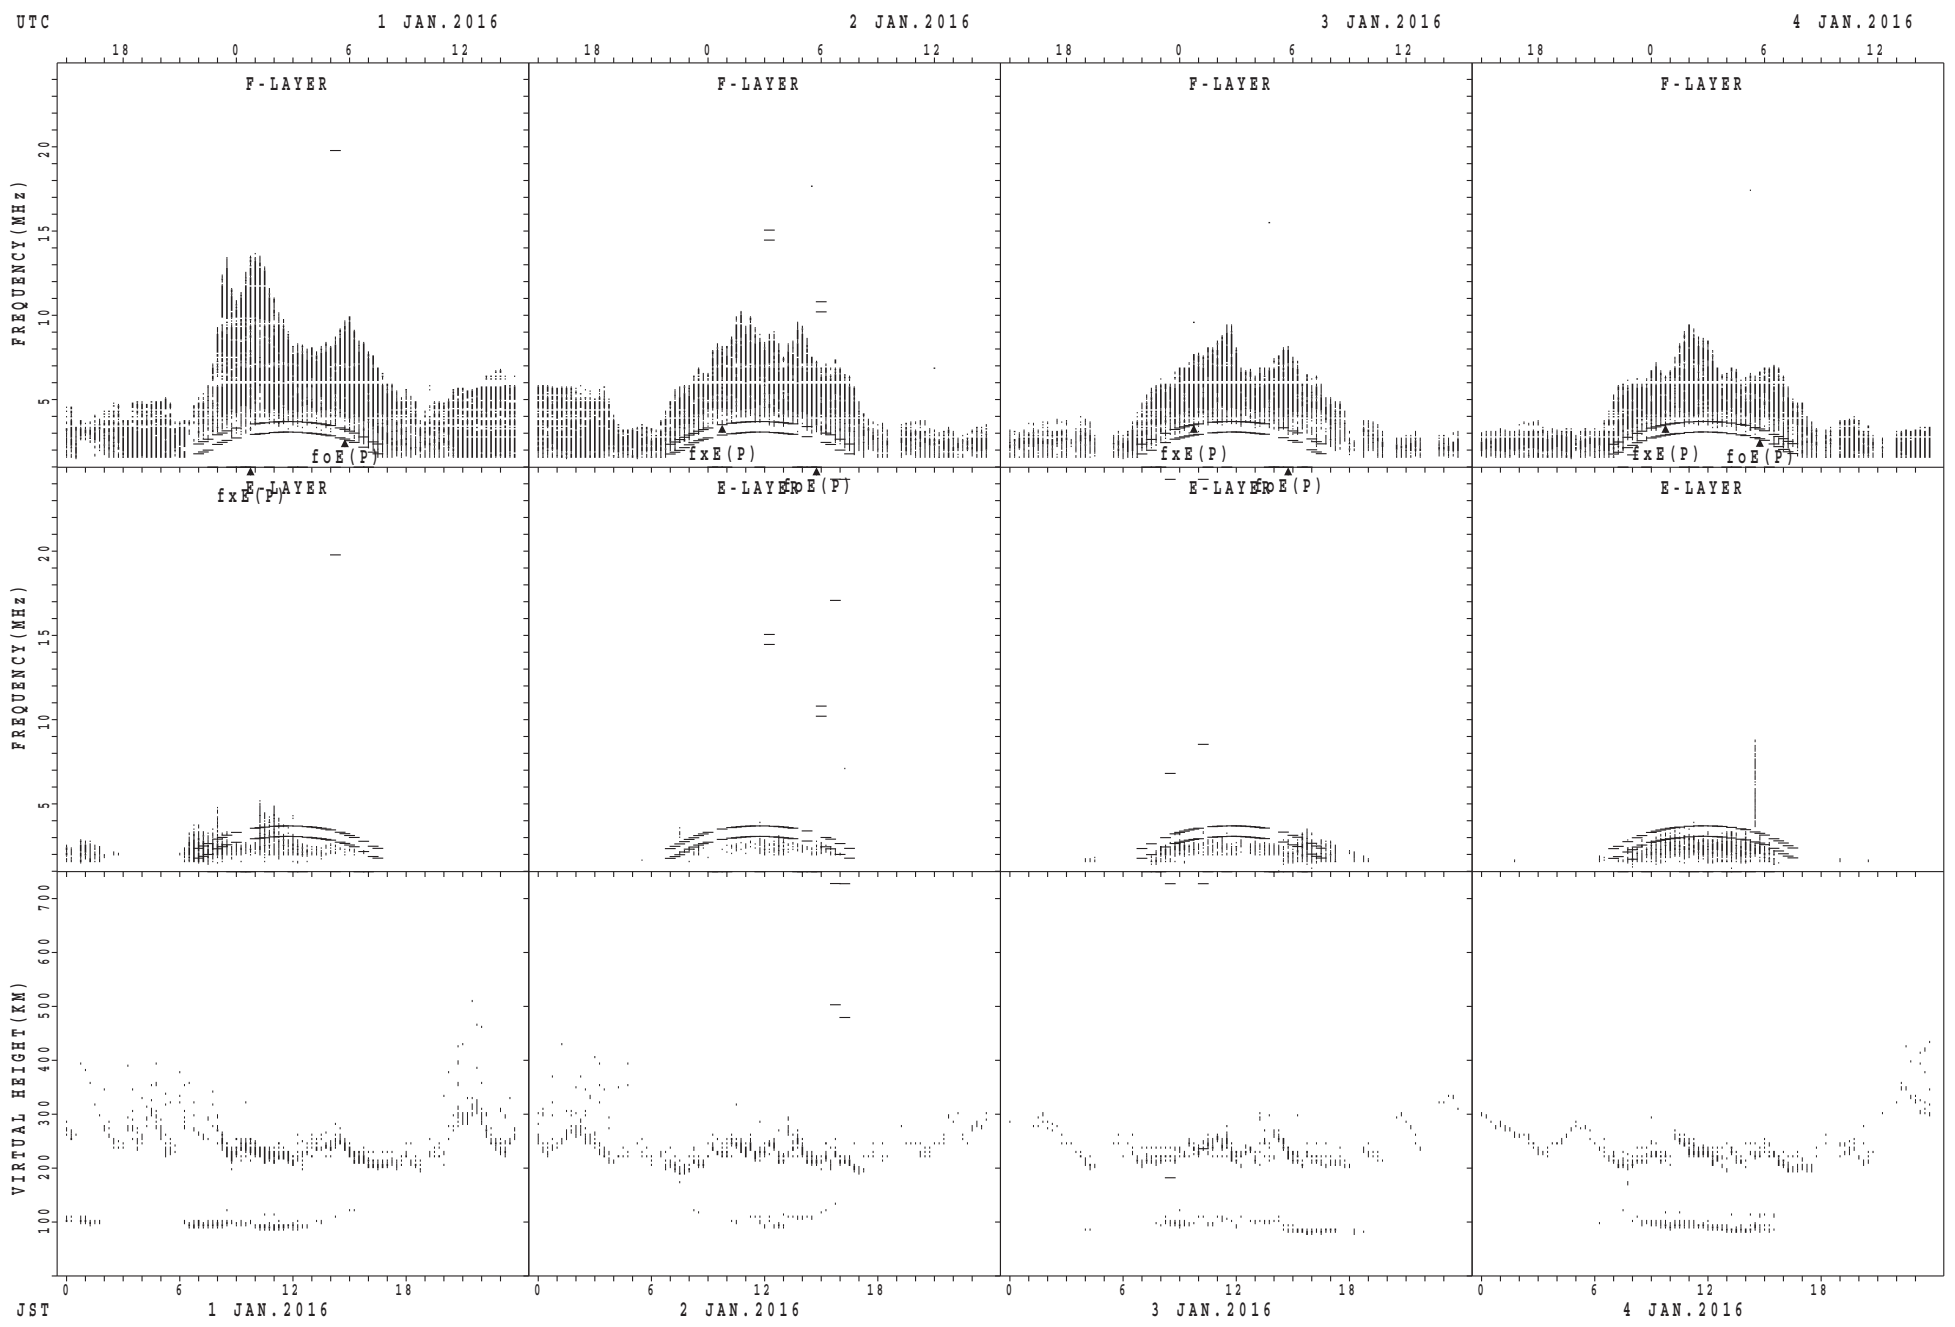 UTC 1 JAN.2016 2 JAN.2016 3 JAN.2016 4 JAN.2016
18 0 6 12 18 0 6 12 18 0 6 12 18 0 6 12
F-LAYER F-LAYER F-LAYER F-LAYER
FREQUENCY(MHz)
20
15
10
5
foE(P) fxE(P) fxE(P) fxE(P) foE(P)
fxE(P) E-LAYER E-LAYER foE(P) E-LAYER foE(P) E-LAYER
FREQUENCY(MHz)
20
15
10
5
VIRTUAL HEIGHT(KM)
700
600
500
400
300
200
100
0 6 12 18 0 6 12 18 0 6 12 18 0 6 12 18
JST 1 JAN.2016 2 JAN.2016 3 JAN.2016 4 JAN.2016